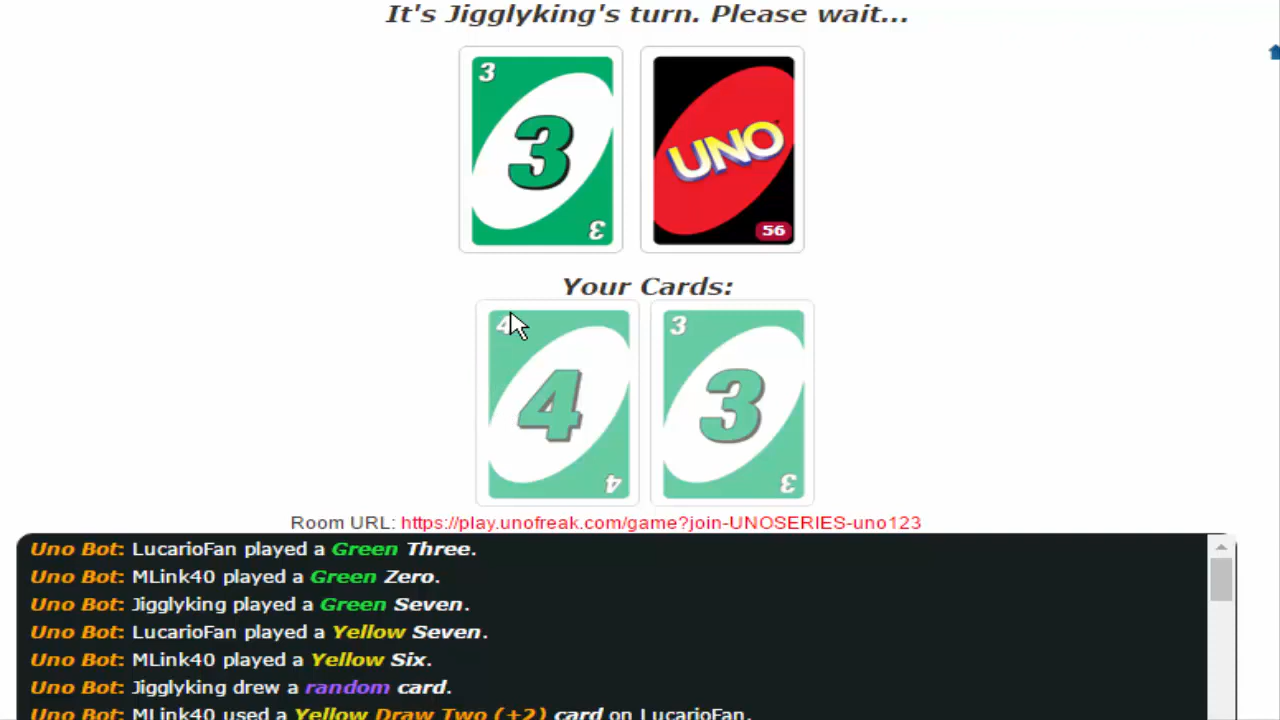 It's Jigglyking's turn. Please wait...
3
3
3
UNO
56
Your Cards:
4
4
4
3
3
3
Room URL: https://play.unofreak.com/game?join-UNOSERIES-uno123
Uno Bot: LucarioFan played a Green Three.
Uno Bot: MLink40 played a Green Zero.
Uno Bot: Jigglyking played a Green Seven.
Uno Bot: LucarioFan played a Yellow Seven.
Uno Bot: MLink40 played a Yellow Six.
Uno Bot: Jigglyking drew a random card.
Uno Bot: MLink40 used a Yellow Draw Two (+2) card on LucarioFan.